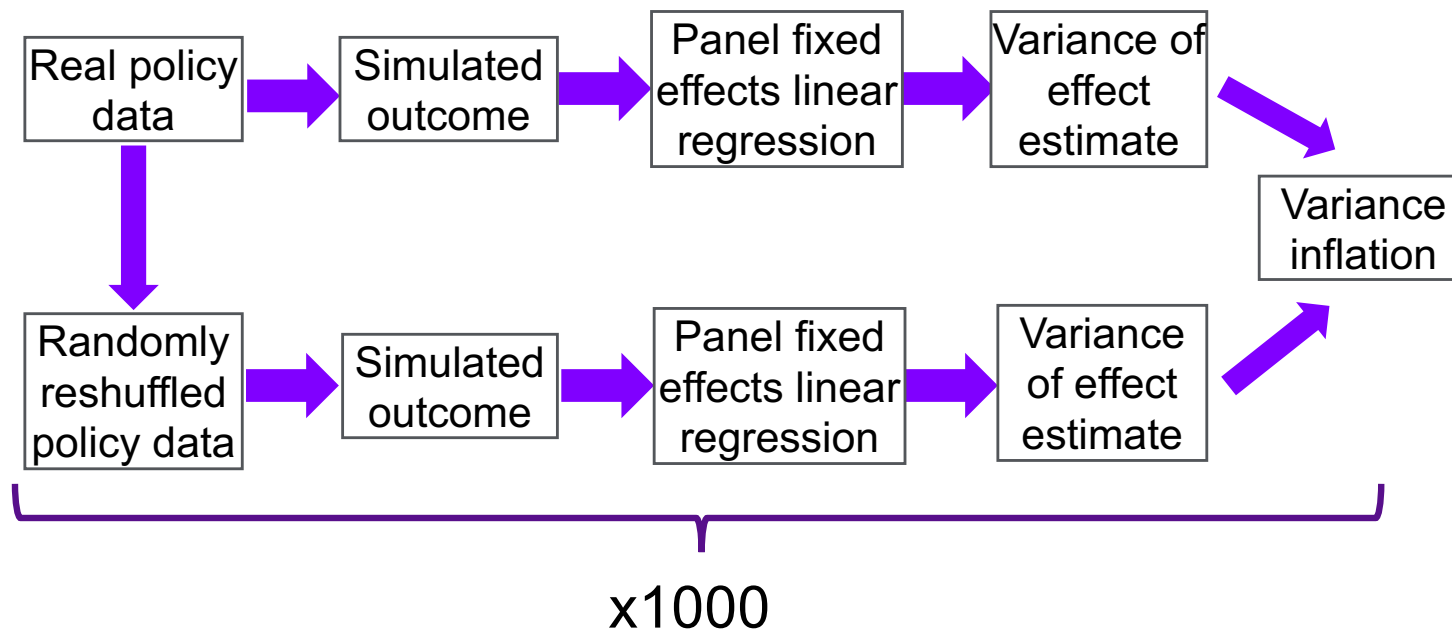 Real policy
data
Simulated
outcome
Panel fixed
effects linear
regression
Variance of
effect
estimate
Variance
inflation
Randomly
reshuffled
policy data
Simulated
outcome
Panel fixed
effects linear
regression
Variance
of effect
estimate
x1000